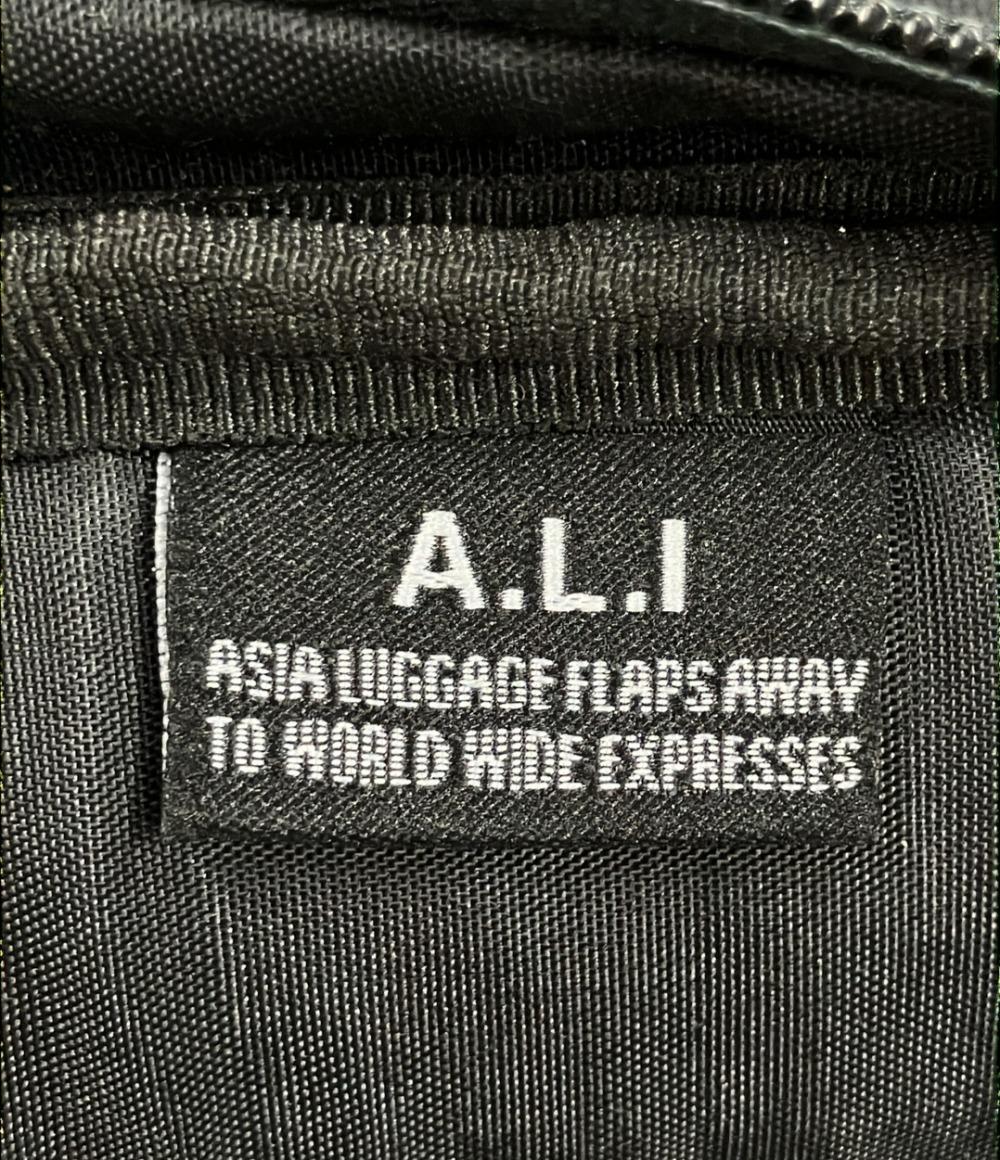 A.L.I
ASIA LUGGAGE FLAPS AWAY
TO WORLD WIDE EXPRESSES